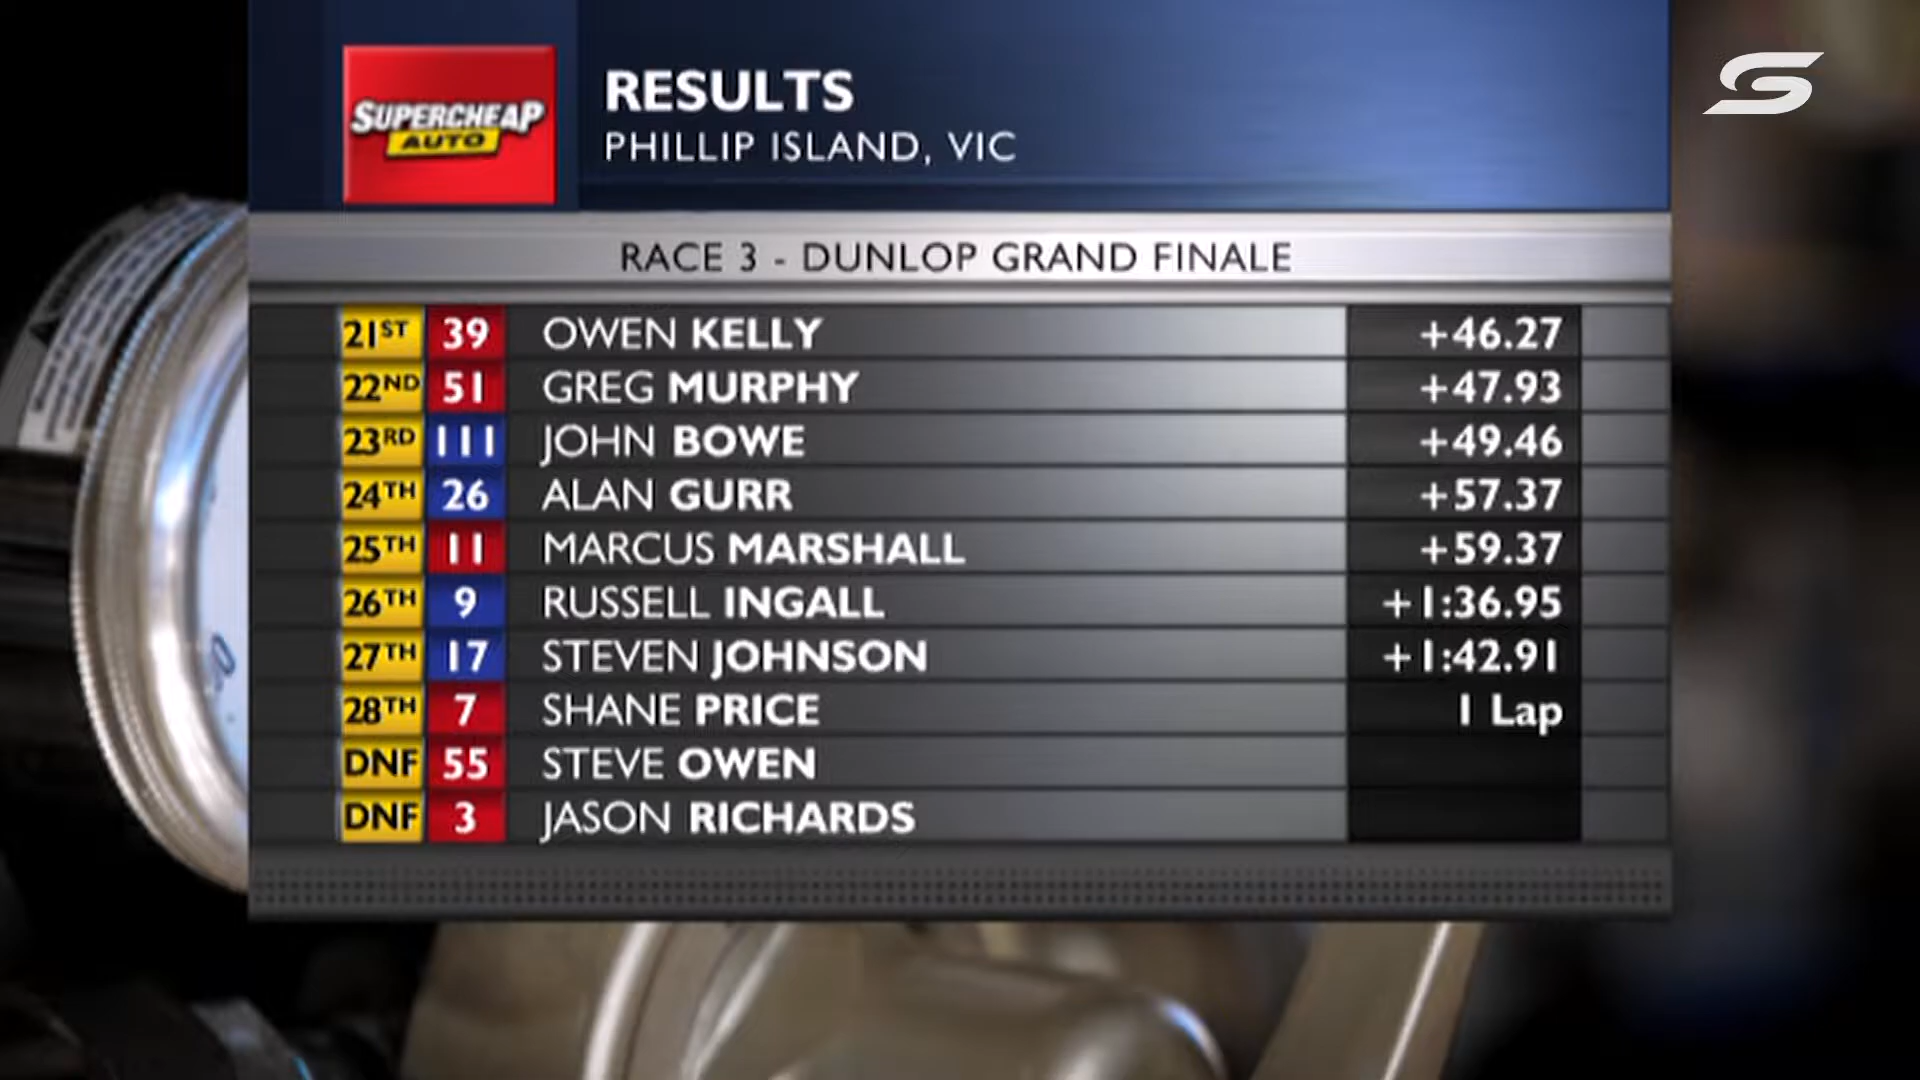 SUPERCHEAP
AUTO
RESULTS
PHILLIP ISLAND, VIC
RACE 3 - DUNLOP GRAND FINALE
21ST 39 OWEN KELLY +46.27
22ND 51 GREG MURPHY +47.93
23RD 111 JOHN BOWE +49.46
24TH 26 ALAN GURR +57.37
25TH 11 MARCUS MARSHALL +59.37
26TH 9 RUSSELL INGALL +1:36.95
27TH 17 STEVEN JOHNSON +1:42.91
28TH 7 SHANE PRICE 1 Lap
DNF 55 STEVE OWEN
DNF 3 JASON RICHARDS